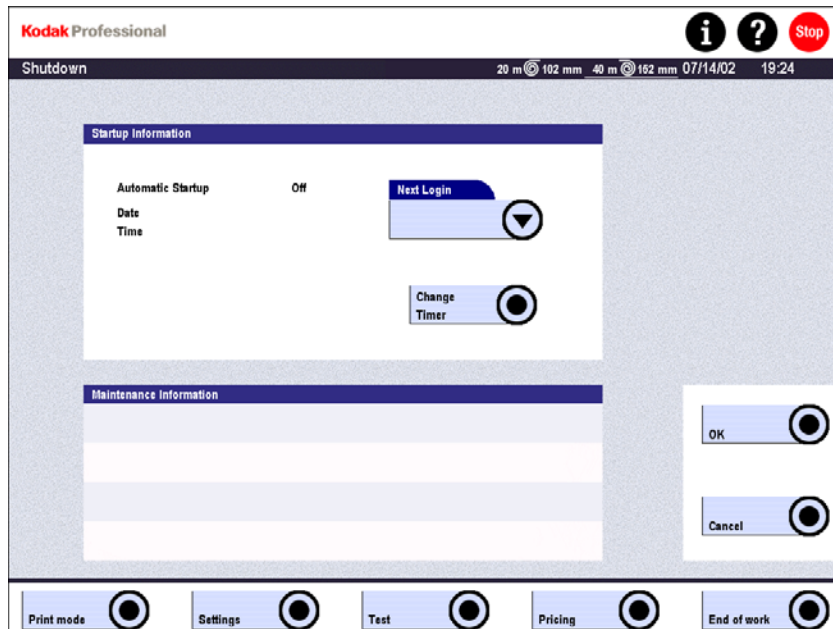 Kodak Professional
i ? Stop
Shutdown 20 m 102 mm 40 m 152 mm 07/14/02 19:24
Startup Information
Automatic Startup Off
Date
Time
Next Login
Change
Timer
Maintenance Information
OK
Cancel
Print mode Settings Test Pricing End of work